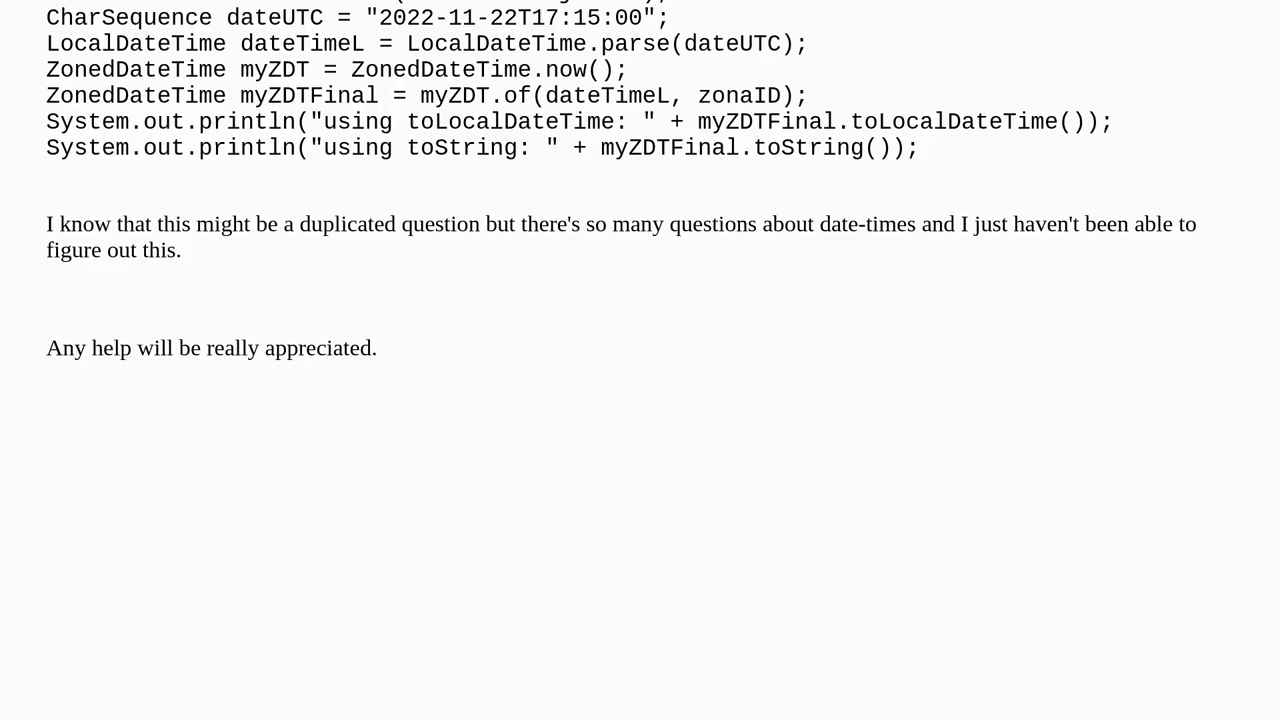 CharSequence dateUTC = "2022-11-22T17:15:00";
LocalDateTime dateTimeL = LocalDateTime.parse(dateUTC);
ZonedDateTime myZDT = ZonedDateTime.now();
ZonedDateTime myZDTFinal = myZDT.of(dateTimeL, zonaID);
System.out.println("using toLocalDateTime: " + myZDTFinal.toLocalDateTime());
System.out.println("using toString: " + myZDTFinal.toString());
I know that this might be a duplicated question but there's so many questions about date-times and I just haven't been able to
figure out this.
Any help will be really appreciated.